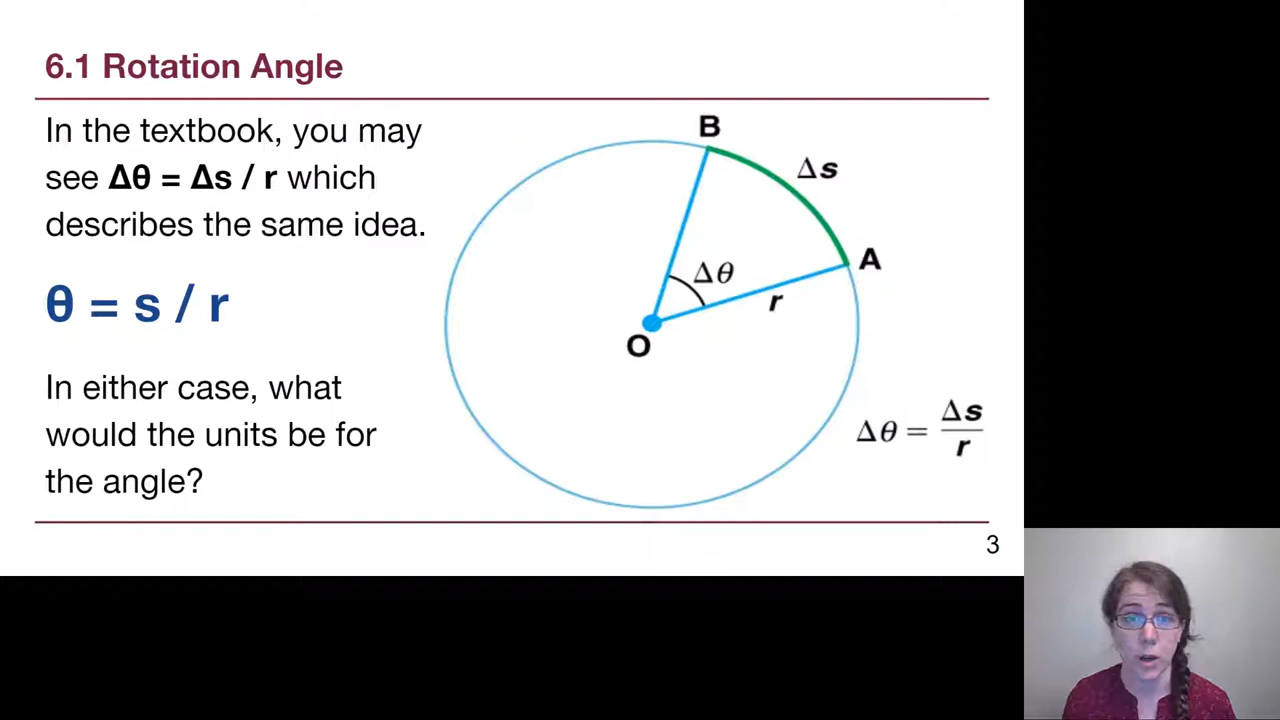 6.1 Rotation Angle
In the textbook, you may
see Δθ = Δs / r which
describes the same idea.
θ = s / r
In either case, what
would the units be for
the angle?
B
Δs
A
Δθ
r
O
Δθ = Δs / r
3